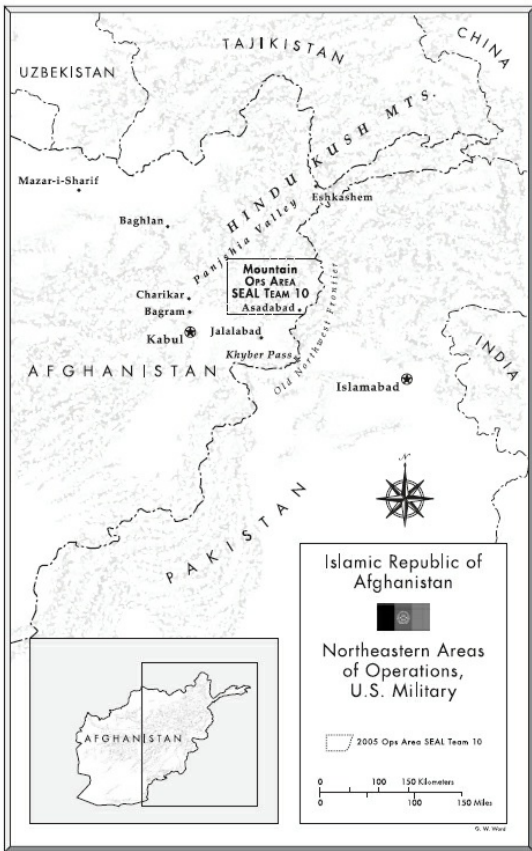 CHINA
TAJIKISTAN
UZBEKISTAN
HINDU KUSH MTS.
Mazar-i-Sharif
Eshkashem
Panjshia Valley
Baghlan
Mountain
Ops Area
SEAL Team 10
Asadabad
Charikar
Bagram
Kabul
Jalalabad
Khyber Pass
Old Northwest Frontier
INDIA
AFGHANISTAN
Islamabad
PAKISTAN
N
Islamic Republic of
Afghanistan
Northeastern Areas
of Operations,
U.S. Military
2005 Ops Area SEAL Team 10
0 100 150 Kilometers
0 100 150 Miles
AFGHANISTAN
© W. Ward